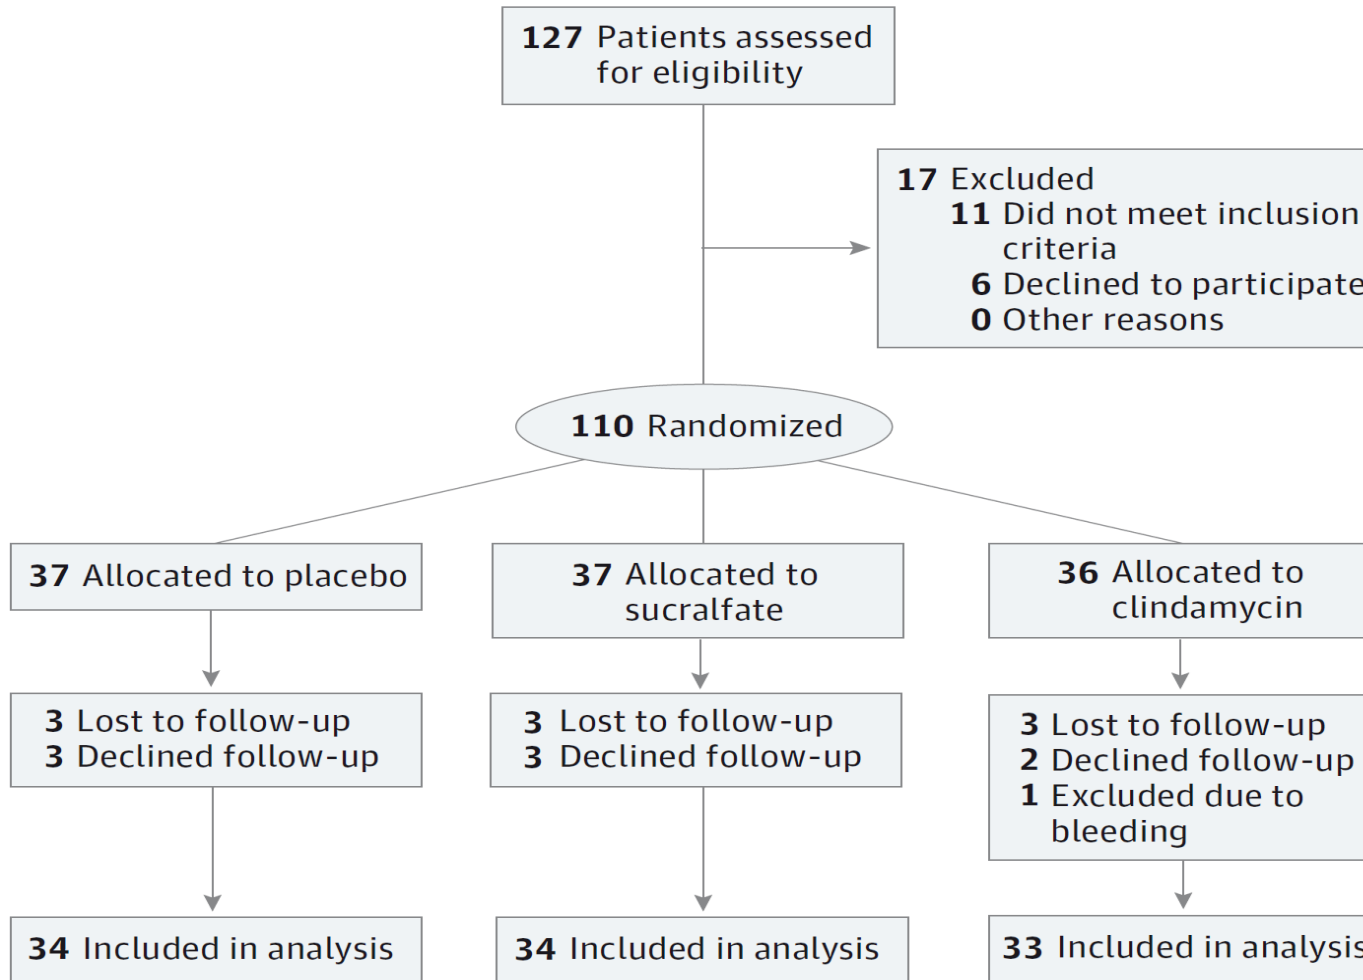 127 Patients assessed
for eligibility
17 Excluded
11 Did not meet inclusion
criteria
6 Declined to participate
0 Other reasons
110 Randomized
37 Allocated to placebo
37 Allocated to
sucralfate
36 Allocated to
clindamycin
3 Lost to follow-up
3 Declined follow-up
3 Lost to follow-up
3 Declined follow-up
3 Lost to follow-up
2 Declined follow-up
1 Excluded due to
bleeding
34 Included in analysis
34 Included in analysis
33 Included in analysis